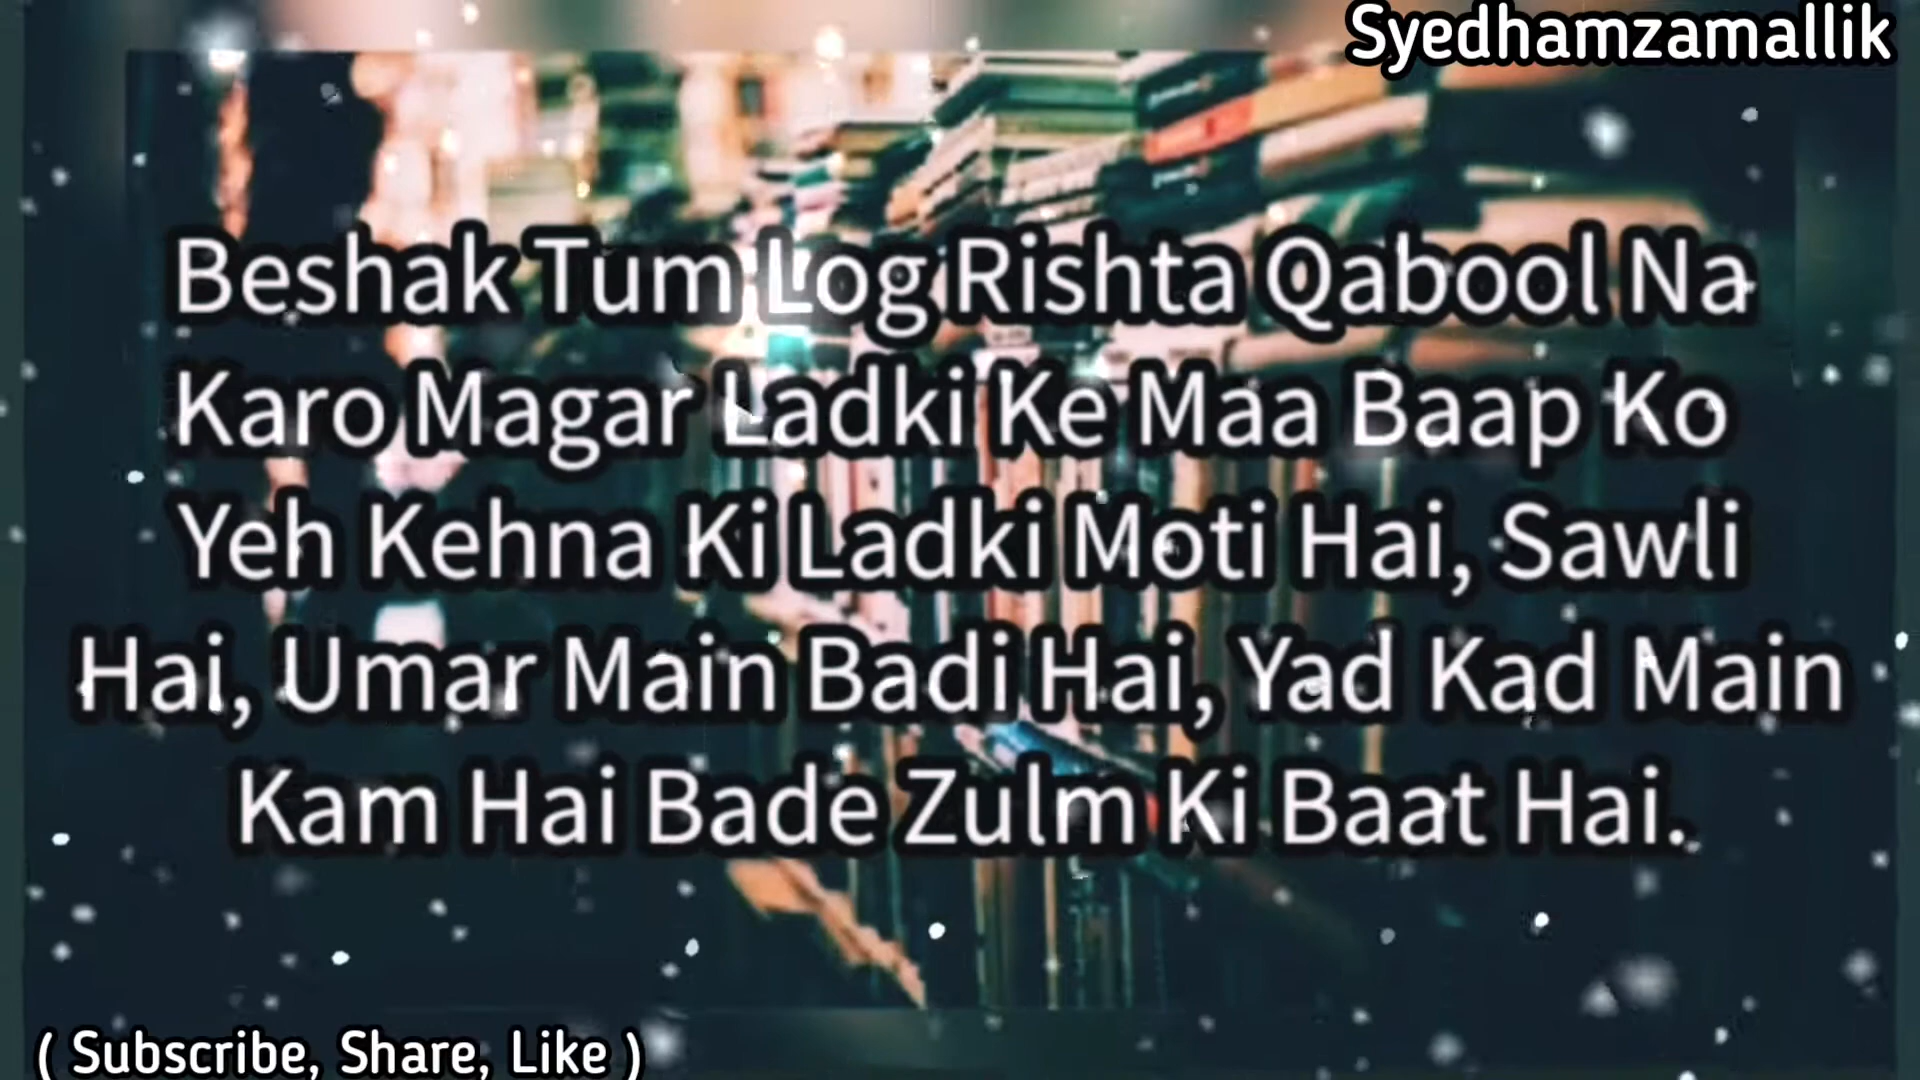 Syedhamzamallik
Beshak Tum Log Rishta Qabool Na
Karo Magar Ladki Ke Maa Baap Ko
Yeh Kehna Ki Ladki Moti Hai, Sawli
Hai, Umar Main Badi Hai, Yad Kad Main
Kam Hai Bade Zulm Ki Baat Hai.
( Subscribe, Share, Like )